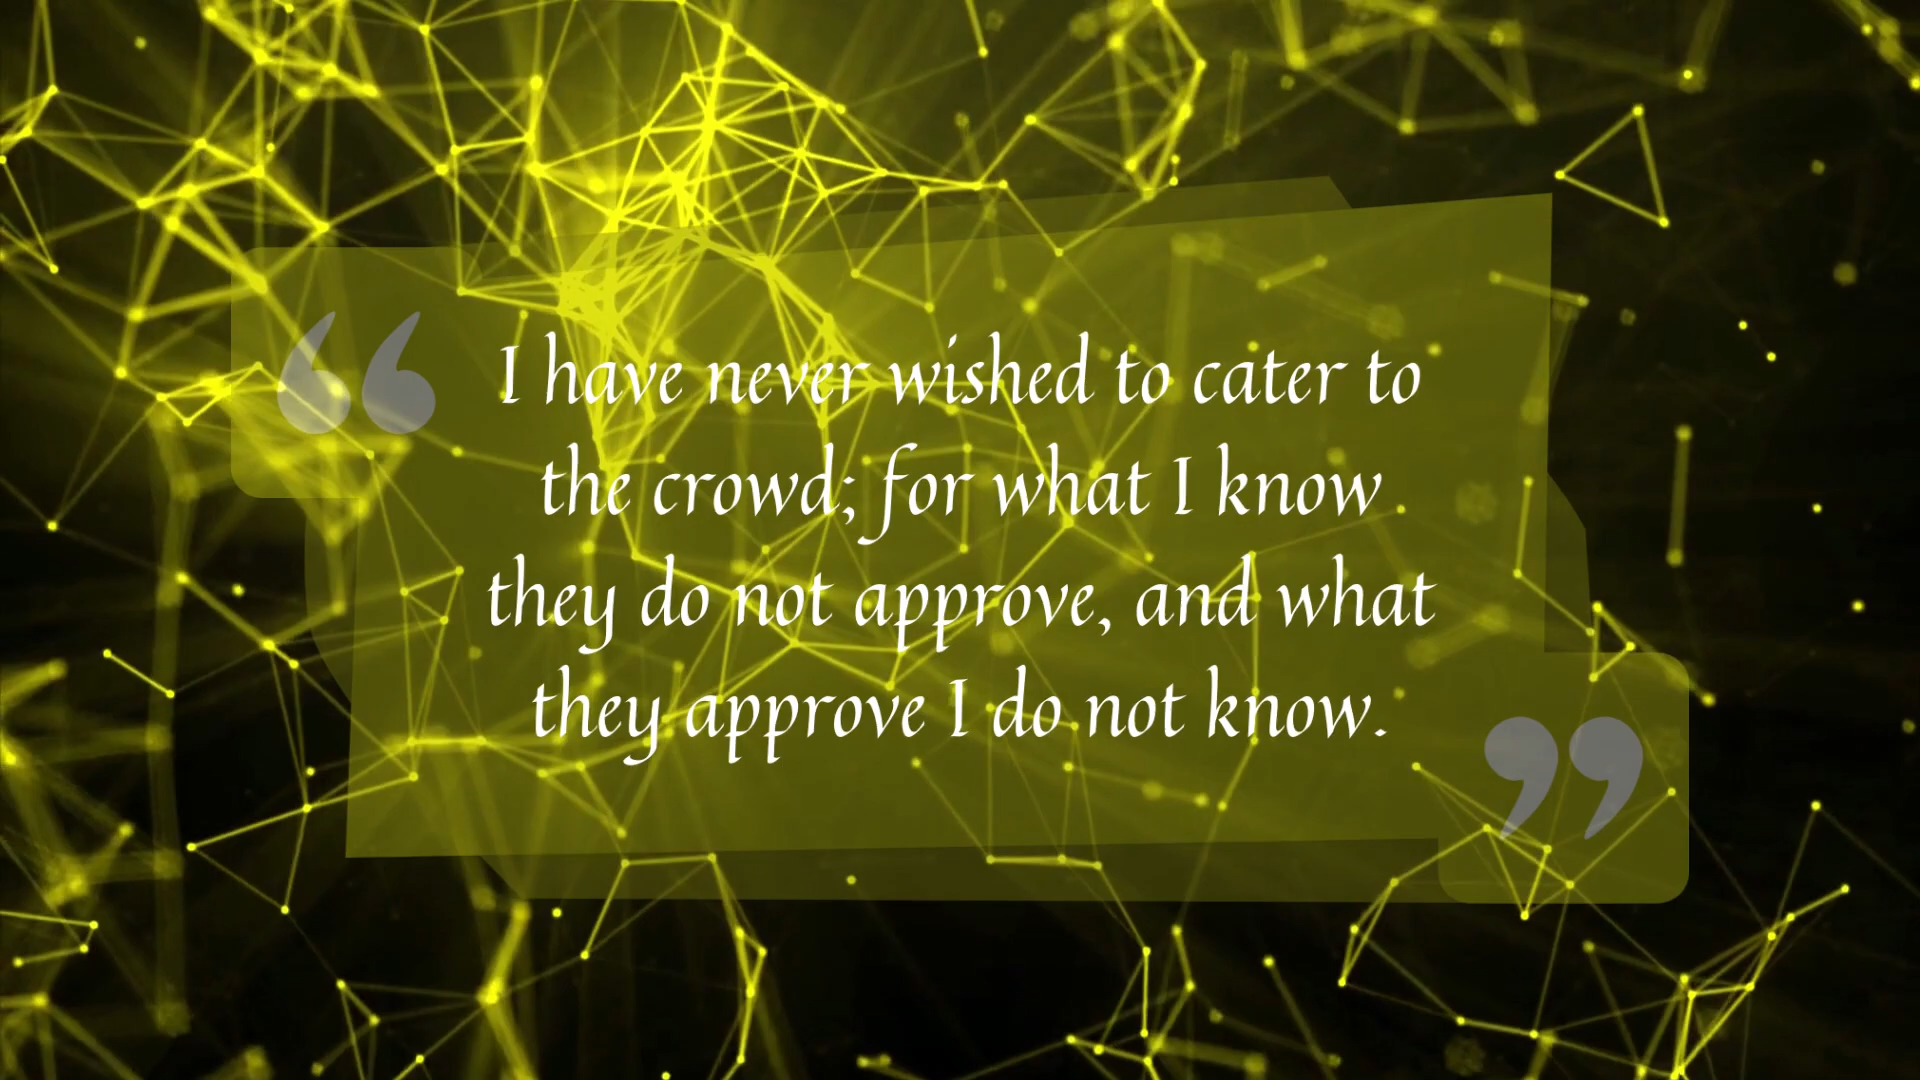 “
I have never wished to cater to
the crowd; for what I know
they do not approve, and what
they approve I do not know.
”